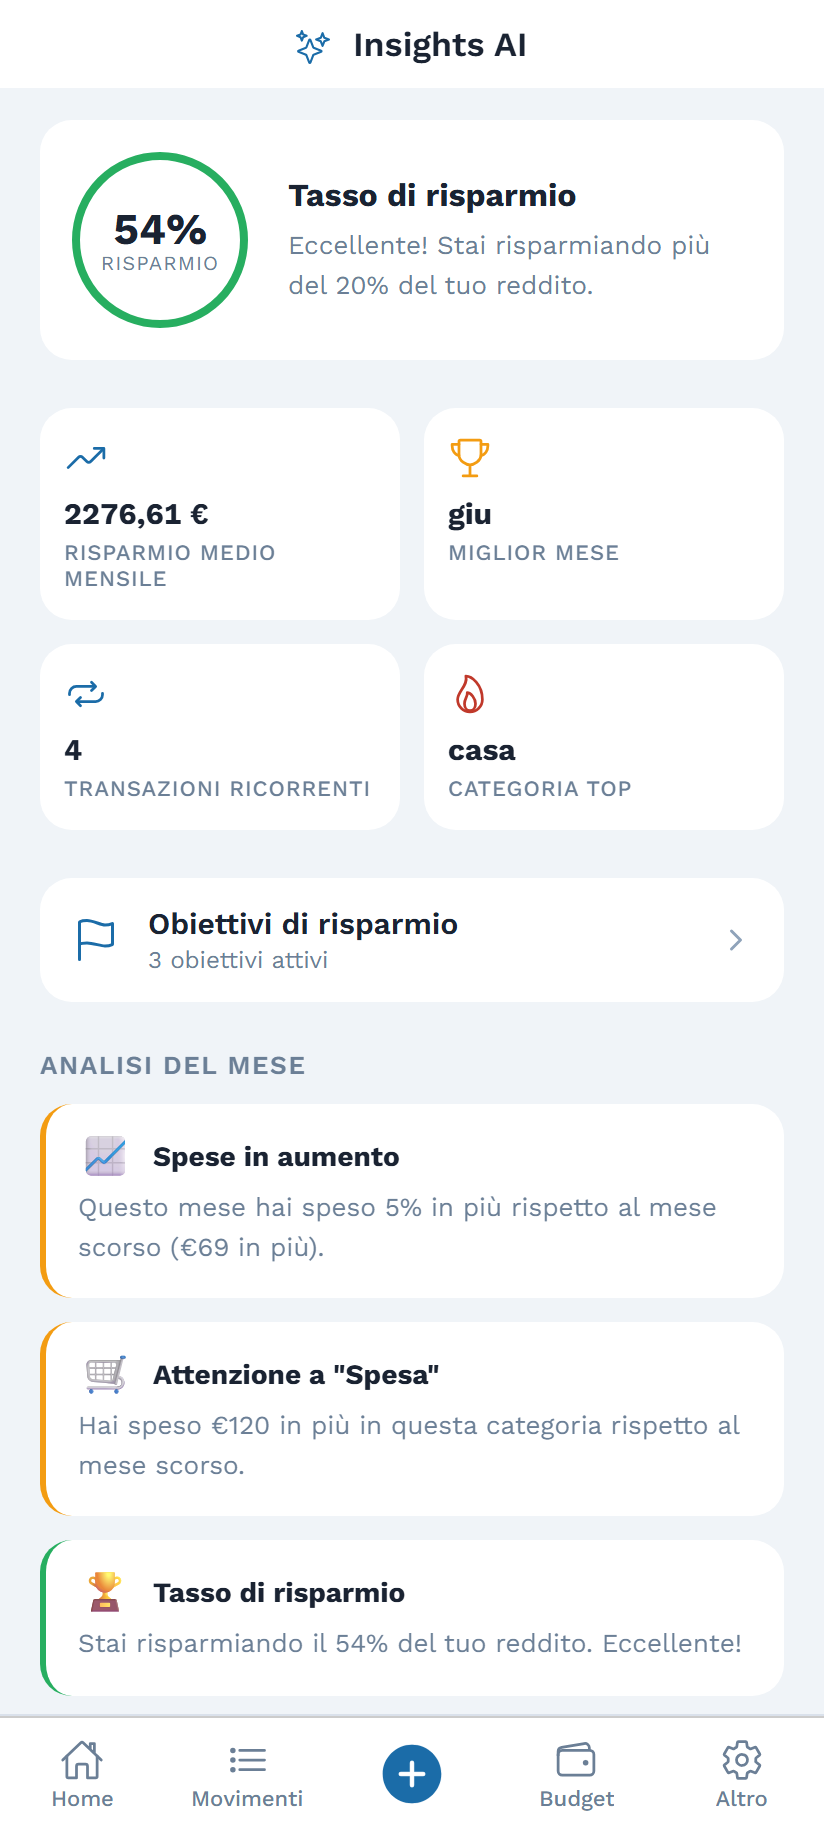 Insights AI
54%
RISPARMIO
Tasso di risparmio
Eccellente! Stai risparmiando più
del 20% del tuo reddito.
2276,61 €
RISPARMIO MEDIO
MENSILE
giu
MIGLIOR MESE
4
TRANSAZIONI RICORRENTI
casa
CATEGORIA TOP
Obiettivi di risparmio
3 obiettivi attivi
ANALISI DEL MESE
Spese in aumento
Questo mese hai speso 5% in più rispetto al mese
scorso (€69 in più).
Attenzione a "Spesa"
Hai speso €120 in più in questa categoria rispetto al
mese scorso.
Tasso di risparmio
Stai risparmiando il 54% del tuo reddito. Eccellente!
Home
Movimenti
Budget
Altro